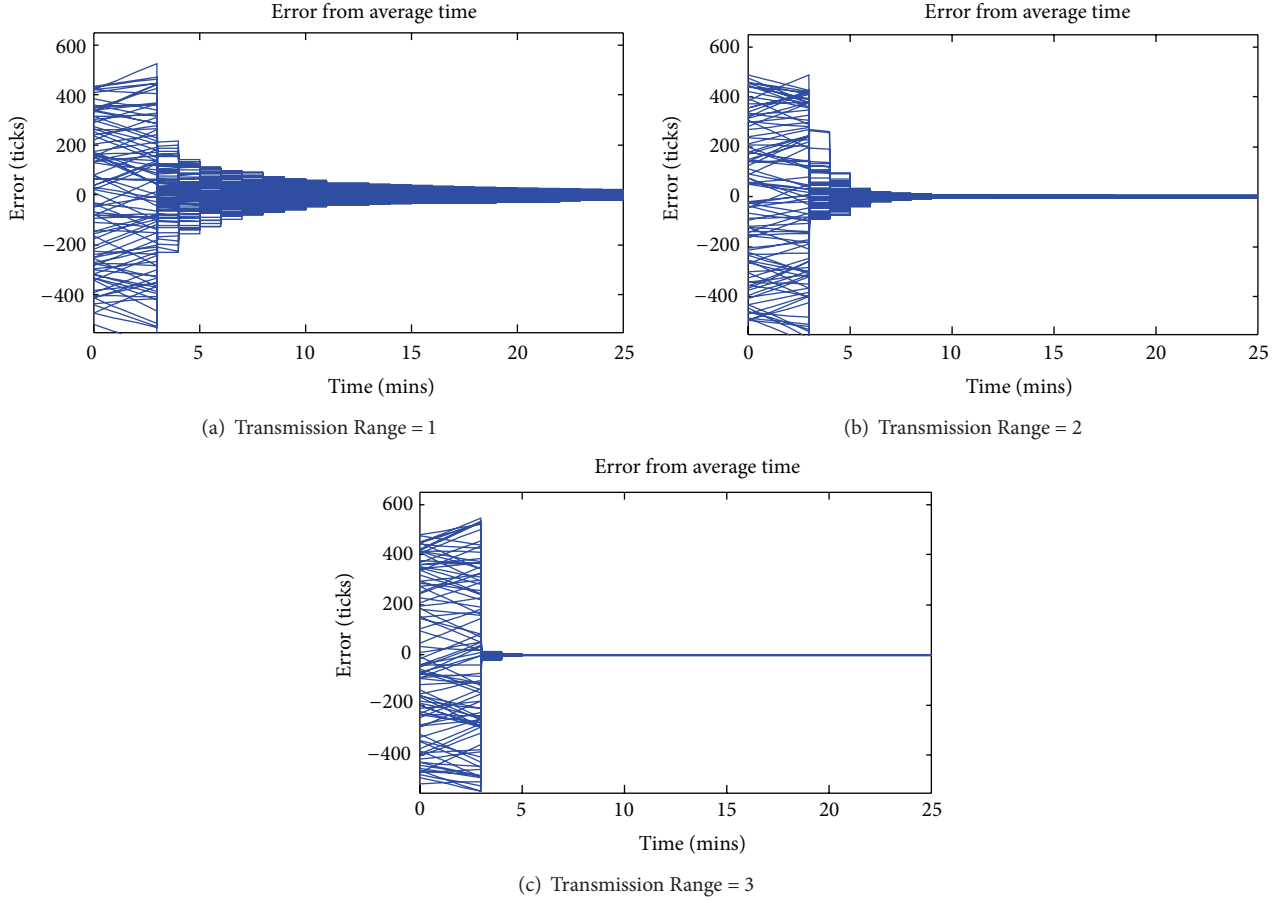 Error from average time
600
400
200
0
−200
−400
Error (ticks)
0 5 10 15 20 25
Time (mins)
(a) Transmission Range = 1
Error from average time
600
400
200
0
−200
−400
Error (ticks)
0 5 10 15 20 25
Time (mins)
(b) Transmission Range = 2
Error from average time
600
400
200
0
−200
−400
Error (ticks)
0 5 10 15 20 25
Time (mins)
(c) Transmission Range = 3